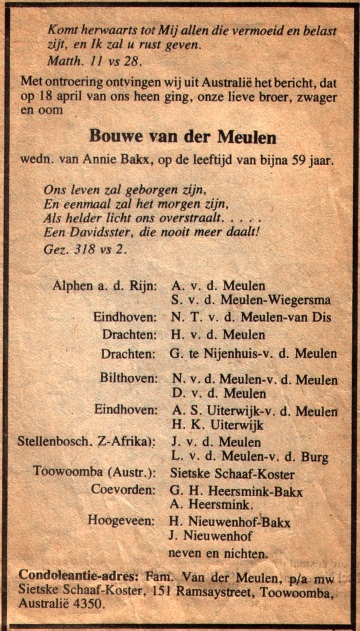 Komt herwaarts tot Mij allen die vermoeid en belast
zijt, en Ik zal u rust geven.
Matth. 11 vs 28.
Met ontroering ontvingen wij uit Australië het bericht, dat
op 18 april van ons heen ging, onze lieve broer, zwager
en oom
Bouwe van der Meulen
wedn. van Annie Bakx, op de leeftijd van bijna 59 jaar.
Ons leven zal geborgen zijn,
En eenmaal zal het morgen zijn,
Als helder licht ons overstraalt. . . . .
Een Davidsster, die nooit meer daalt!
Gez. 318 vs 2.
Alphen a. d. Rijn: A. v. d. Meulen
S. v. d. Meulen-Wiegersma
Eindhoven: N. T. v. d. Meulen-van Dis
Drachten: H. v. d. Meulen
Drachten: G. te Nijenhuis-v. d. Meulen
Bilthoven: N. v. d. Meulen-v. d. Meulen
D. v. d. Meulen
Eindhoven: A. S. Uiterwijk-v. d. Meulen
H. K. Uiterwijk
Stellenbosch. Z-Afrika): J. v. d. Meulen
L. v. d. Meulen-v. d. Burg
Toowoomba (Austr.): Sietske Schaaf-Koster
Coevorden: G. H. Heersmink-Bakx
A. Heersmink.
Hoogeveen: H. Nieuwenhof-Bakx
J. Nieuwenhof
neven en nichten.
Condoleantie-adres: Fam. Van der Meulen, p/a mw
Sietske Schaaf-Koster, 151 Ramsaystreet, Toowoomba,
Australië 4350.